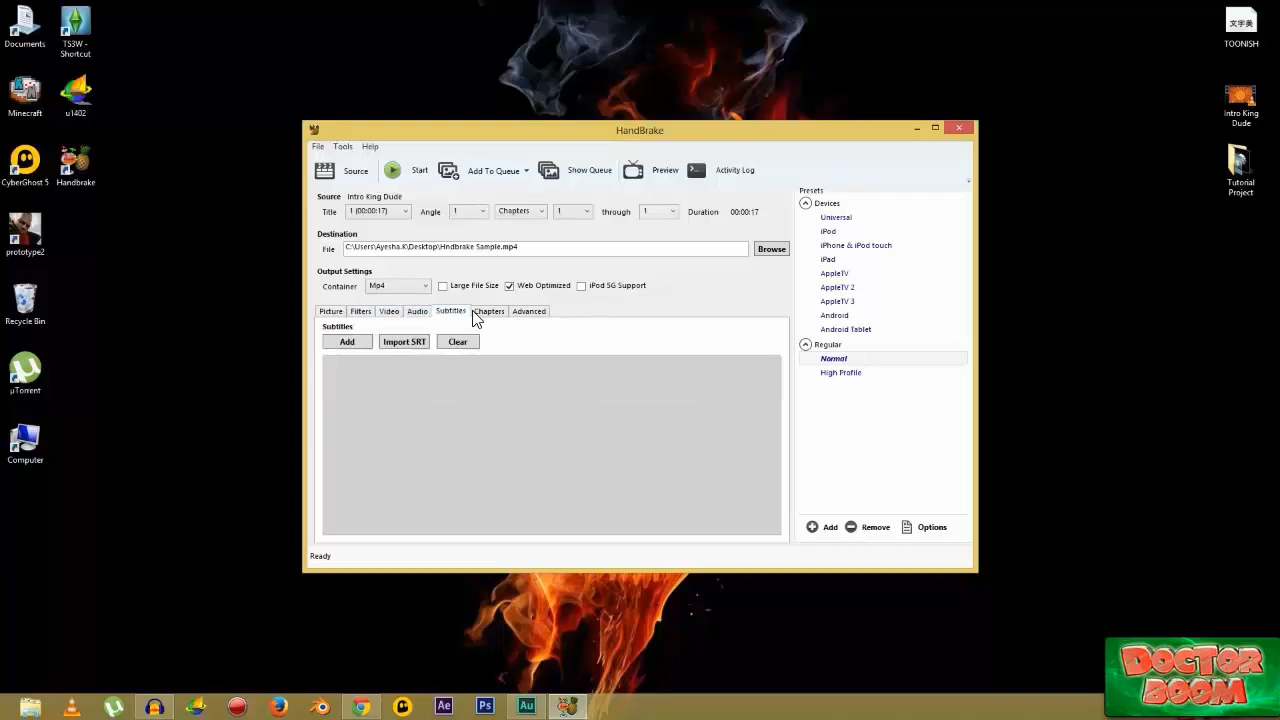 Documents
TS3W -
Shortcut
Minecraft
u1402
CyberGhost 5
Handbrake
prototype2
Recycle Bin
µTorrent
Computer
文字美
TOONISH
Intro King
Dude
Tutorial
Project
HandBrake
File Tools Help
Source Start Add To Queue Show Queue Preview Activity Log
Source Intro King Dude
Title 1 (00:00:17) Angle 1 Chapters 1 through 1 Duration 00:00:17
Destination
File C:\Users\Ayesha.K\Desktop\Hndbrake Sample.mp4 Browse
Output Settings
Container Mp4 Large File Size Web Optimized iPod 5G Support
Picture Filters Video Audio Subtitles Chapters Advanced
Subtitles
Add Import SRT Clear
Ready
Presets
Devices
Universal
iPod
iPhone & iPod touch
iPad
AppleTV
AppleTV 2
AppleTV 3
Android
Android Tablet
Regular
Normal
High Profile
Add Remove Options
Ae Ps Au
DOCTOR
BOOM